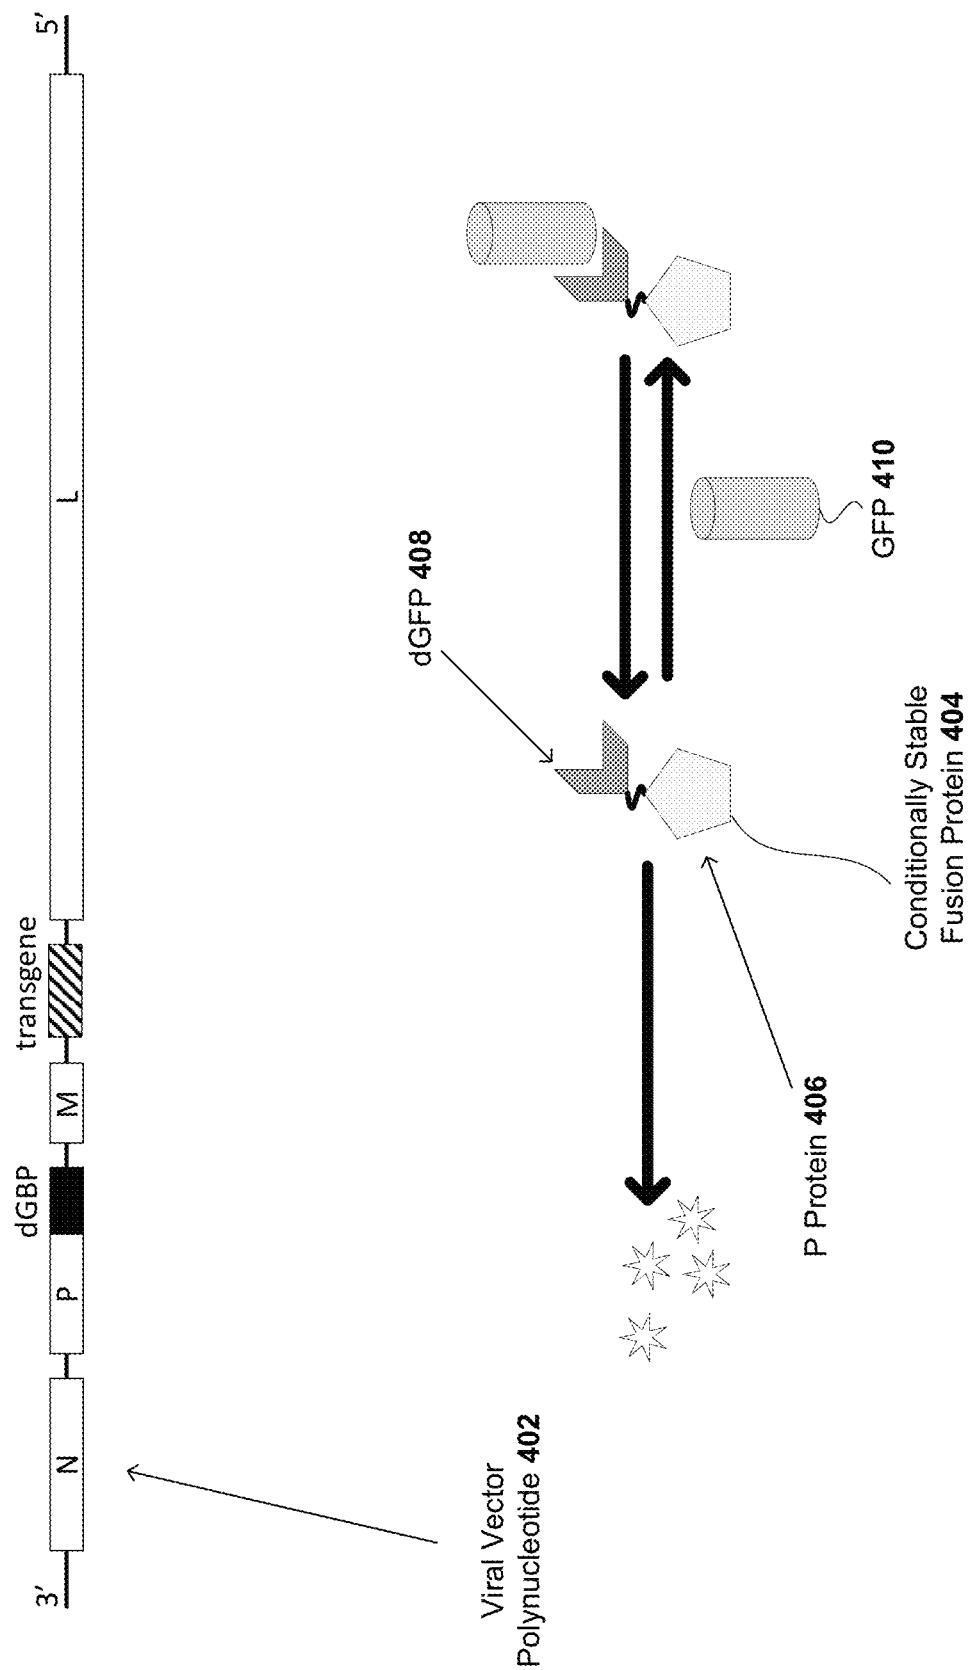 3'
N
P
dGBP
M
transgene
L
5'
Viral Vector
Polynucleotide 402
dGFP 408
P Protein 406
Conditionally Stable
Fusion Protein 404
GFP 410